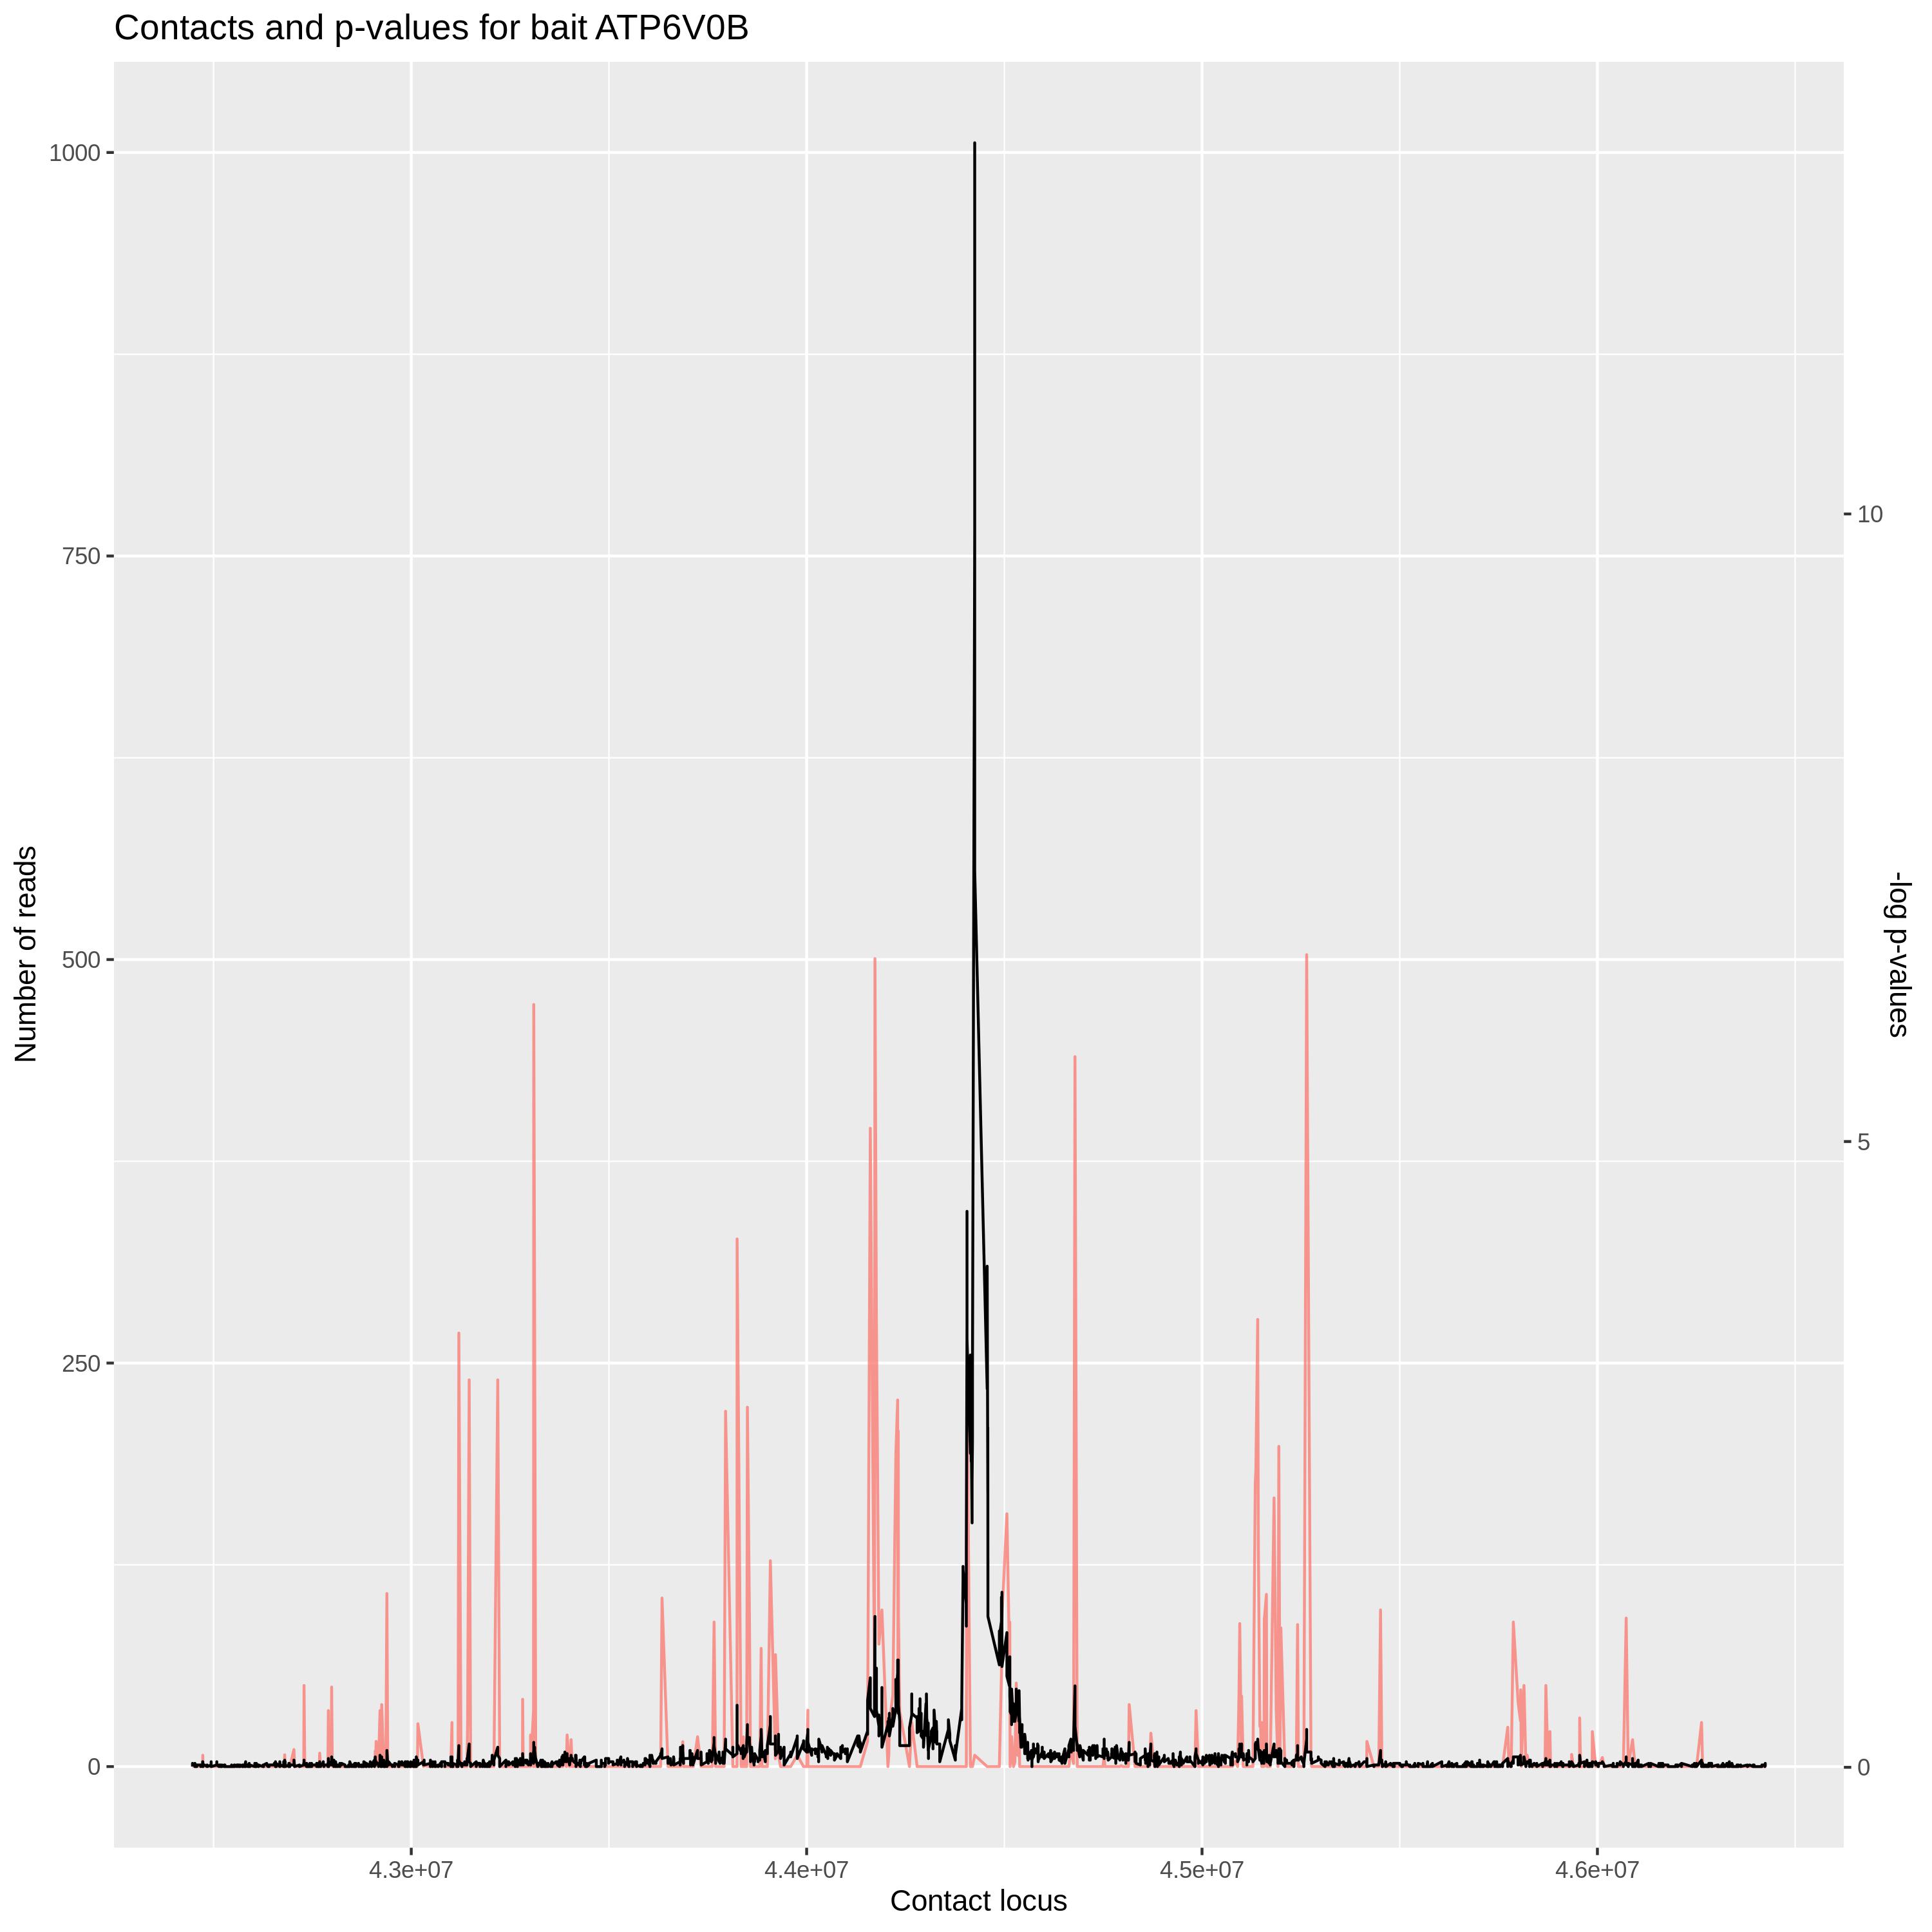 Contacts and p-values for bait ATP6V0B
1000
750
500
250
0
Number of reads
10
5
0
-log p-values
4.3e+07
4.4e+07
4.5e+07
4.6e+07
Contact locus